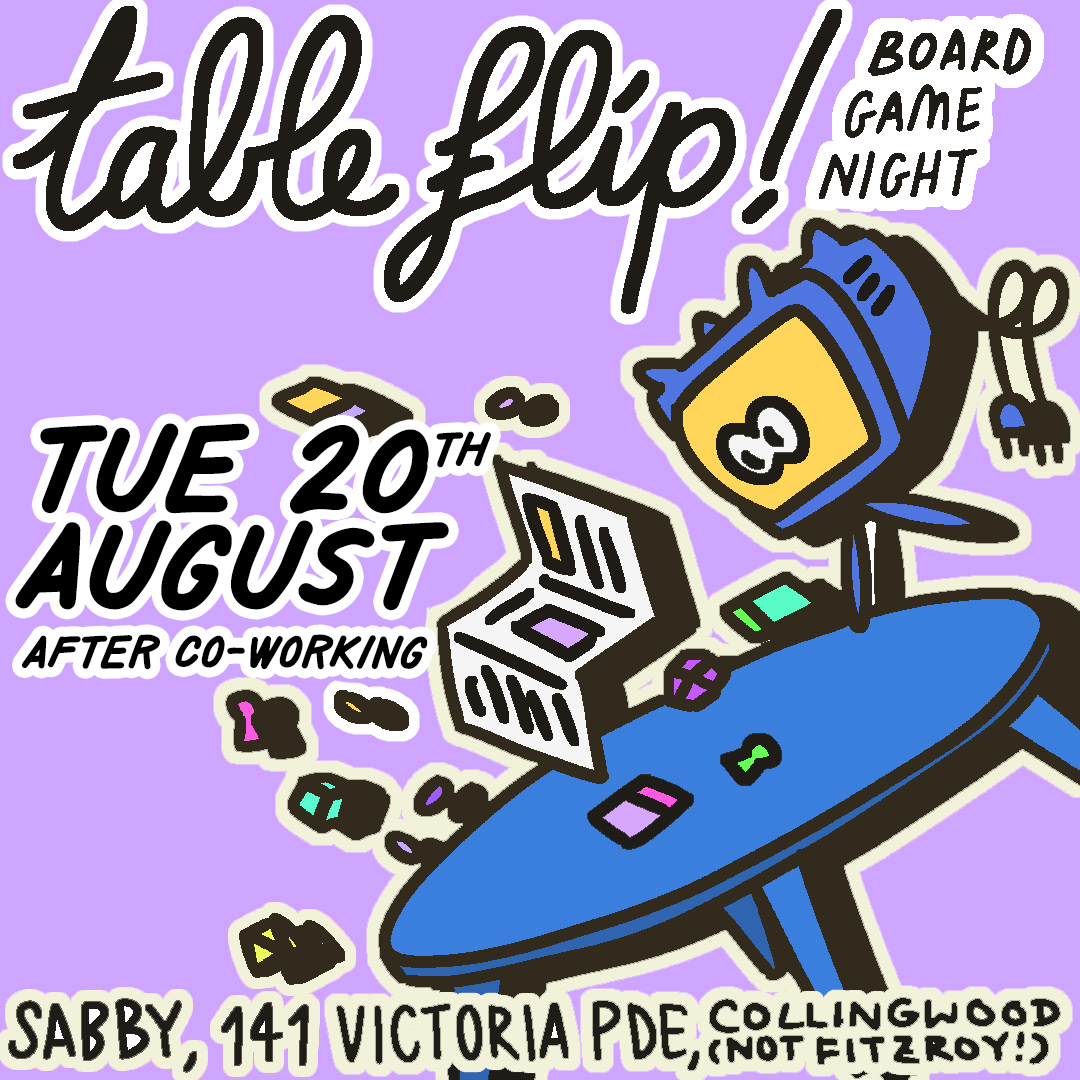 table flip!
BOARD
GAME
NIGHT
TUE 20TH
AUGUST
AFTER CO-WORKING
SABBY, 141 VICTORIA PDE, COLLINGWOOD
(NOT FITZROY!)